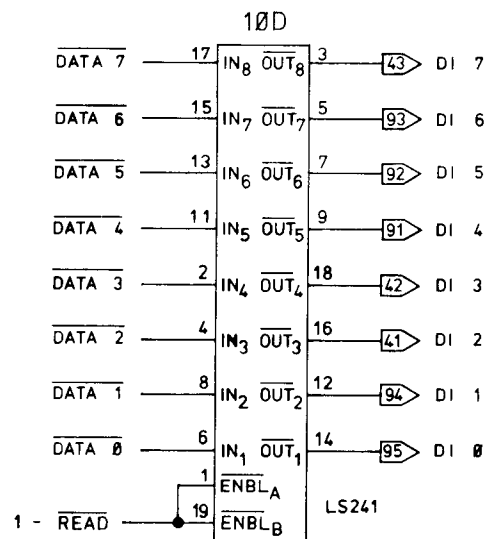 1ØD
DATA 7 17 IN8 OUT8 3 43 DI 7
DATA 6 15 IN7 OUT7 5 93 DI 6
DATA 5 13 IN6 OUT6 7 92 DI 5
DATA 4 11 IN5 OUT5 9 91 DI 4
DATA 3 2 IN4 OUT4 18 42 DI 3
DATA 2 4 IN3 OUT3 16 41 DI 2
DATA 1 8 IN2 OUT2 12 94 DI 1
DATA Ø 6 IN1 OUT1 14 95 DI Ø
1 ENBLA
LS241
1 - READ 19 ENBLB